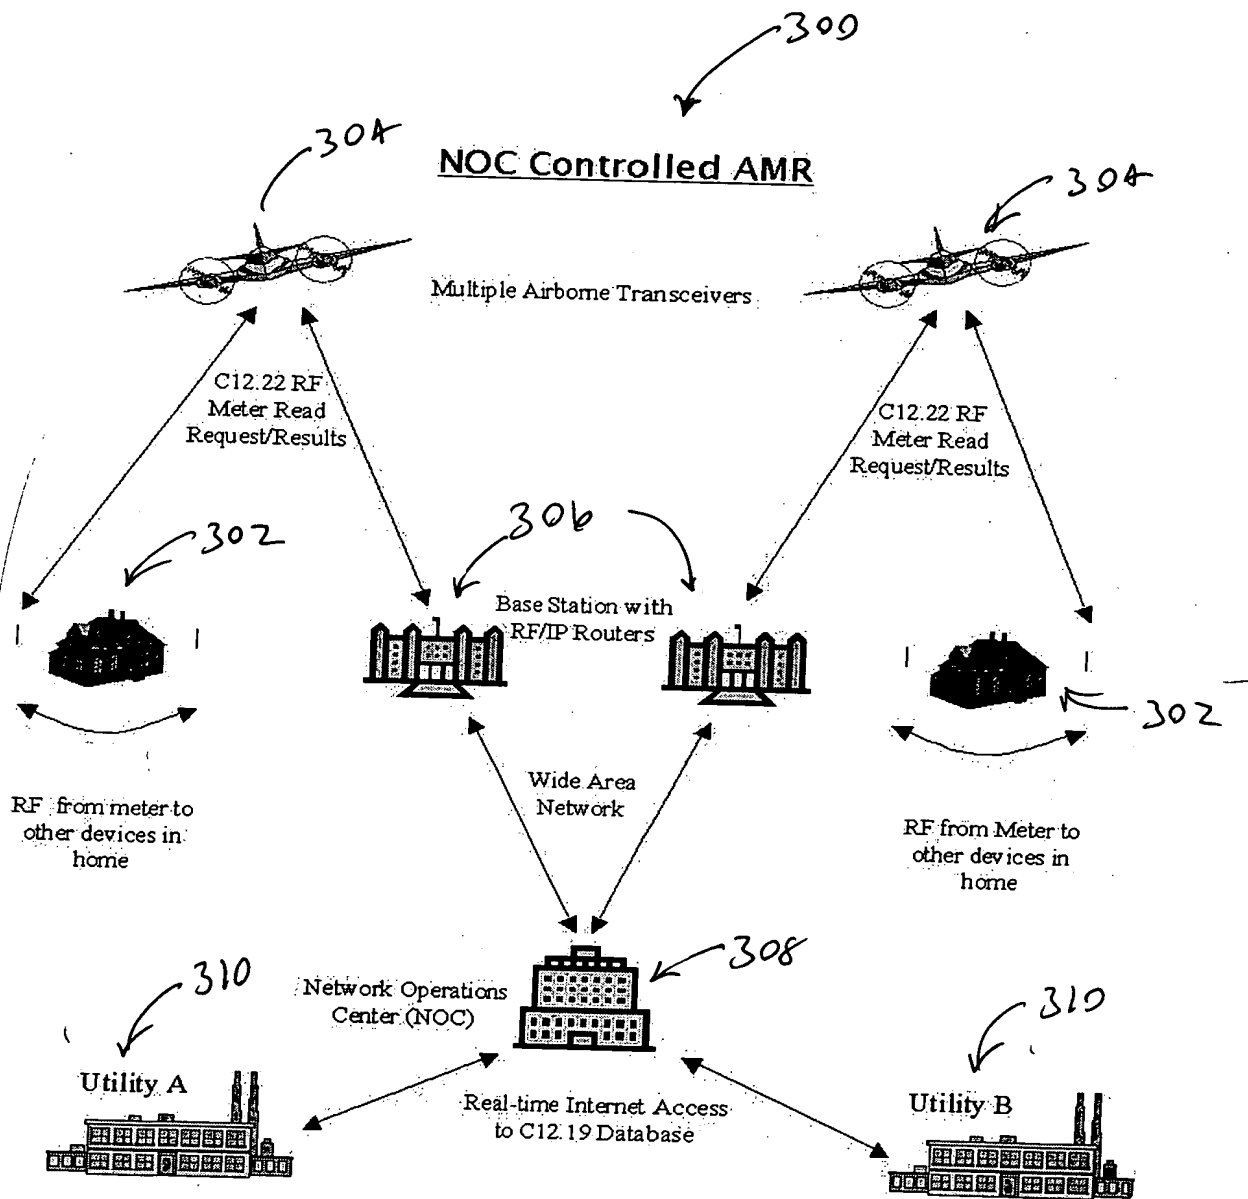 300
304
NOC Controlled AMR
304
Multiple Airborne Transceivers
C12.22 RF
Meter Read
Request/Results
C12.22 RF
Meter Read
Request/Results
306
302
Base Station with
RF/IP Routers
302
Wide Area
Network
RF from meter to
other devices in
home
RF from Meter to
other devices in
home
308
310
Network Operations
Center (NOC)
310
Utility A
Real-time Internet Access
to C12.19 Database
Utility B